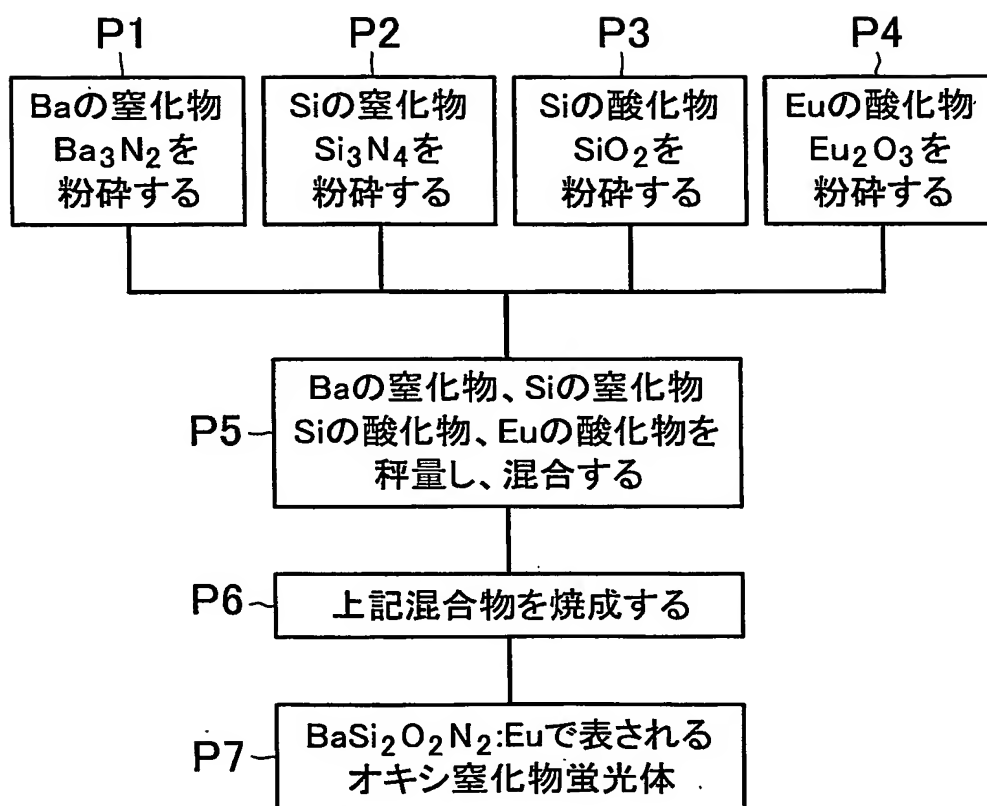 P1
P2
P3
P4
Baの窒化物
Ba₃N₂を
粉砕する
Siの窒化物
Si₃N₄を
粉砕する
Siの酸化物
SiO₂を
粉砕する
Euの酸化物
Eu₂O₃を
粉砕する
P5
Baの窒化物、Siの窒化物
Siの酸化物、Euの酸化物を
秤量し、混合する
P6
上記混合物を焼成する
P7
BaSi₂O₂N₂:Euで表される
オキシ窒化物蛍光体